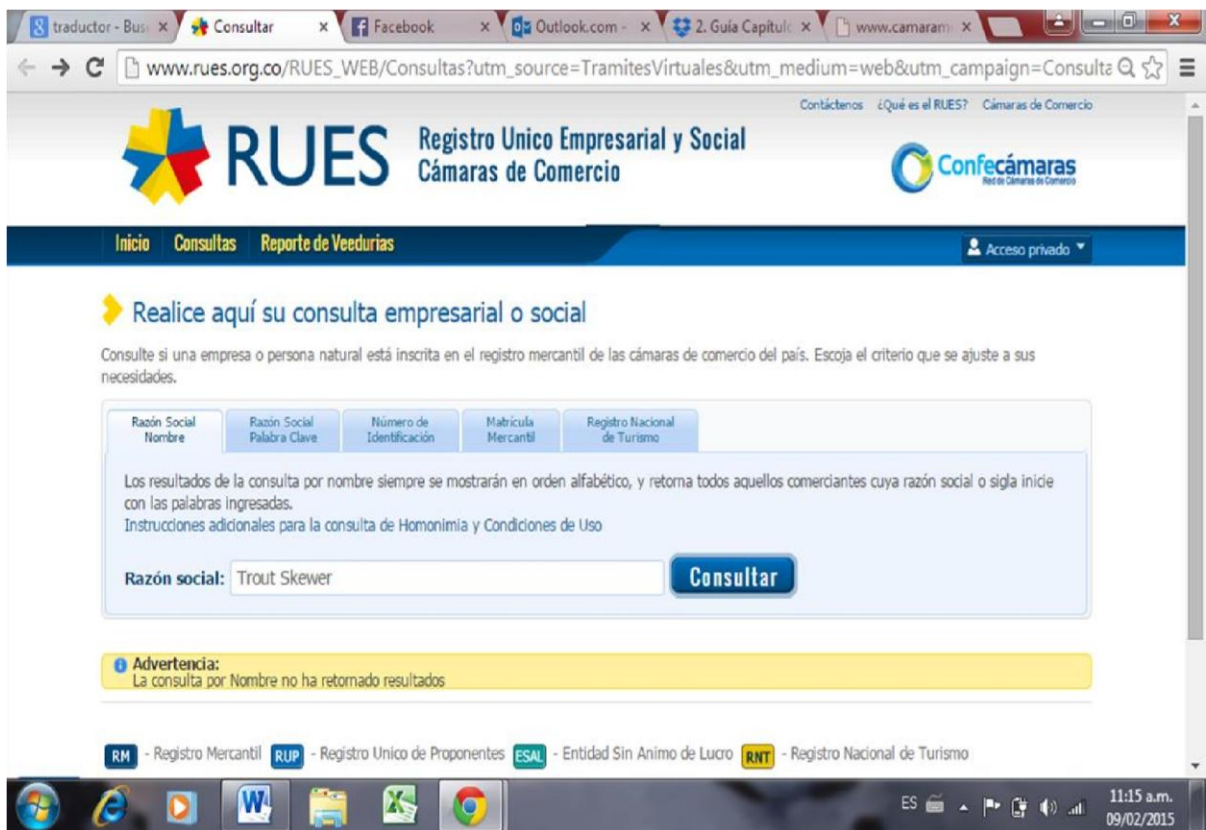 traductor - Bus
Consultar
Facebook
Outlook.com -
2. Guía Capítulo
www.camaram
www.rues.org.co/RUES_WEB/Consultas?utm_source=TramitesVirtuales&utm_medium=web&utm_campaign=Consulta
Contáctenos ¿Qué es el RUES? Cámaras de Comercio
RUES
Registro Unico Empresarial y Social
Cámaras de Comercio
Confecámaras
Red de Cámaras de Comercio
Inicio Consultas Reporte de Veedurias
Acceso privado
Realice aquí su consulta empresarial o social
Consulte si una empresa o persona natural está inscrita en el registro mercantil de las cámaras de comercio del país. Escoja el criterio que se ajuste a sus
necesidades.
Razón Social
Nombre
Razón Social
Palabra Clave
Número de
Identificación
Matrícula
Mercantil
Registro Nacional
de Turismo
Los resultados de la consulta por nombre siempre se mostrarán en orden alfabético, y retorna todos aquellos comerciantes cuya razón social o sigla inicie
con las palabras ingresadas.
Instrucciones adicionales para la consulta de Homonimia y Condiciones de Uso
Razón social: Trout Skewer Consultar
Advertencia:
La consulta por Nombre no ha retornado resultados
RM - Registro Mercantil RUP - Registro Unico de Proponentes ESAL - Entidad Sin Animo de Lucro RNT - Registro Nacional de Turismo
ES
11:15 a.m.
09/02/2015